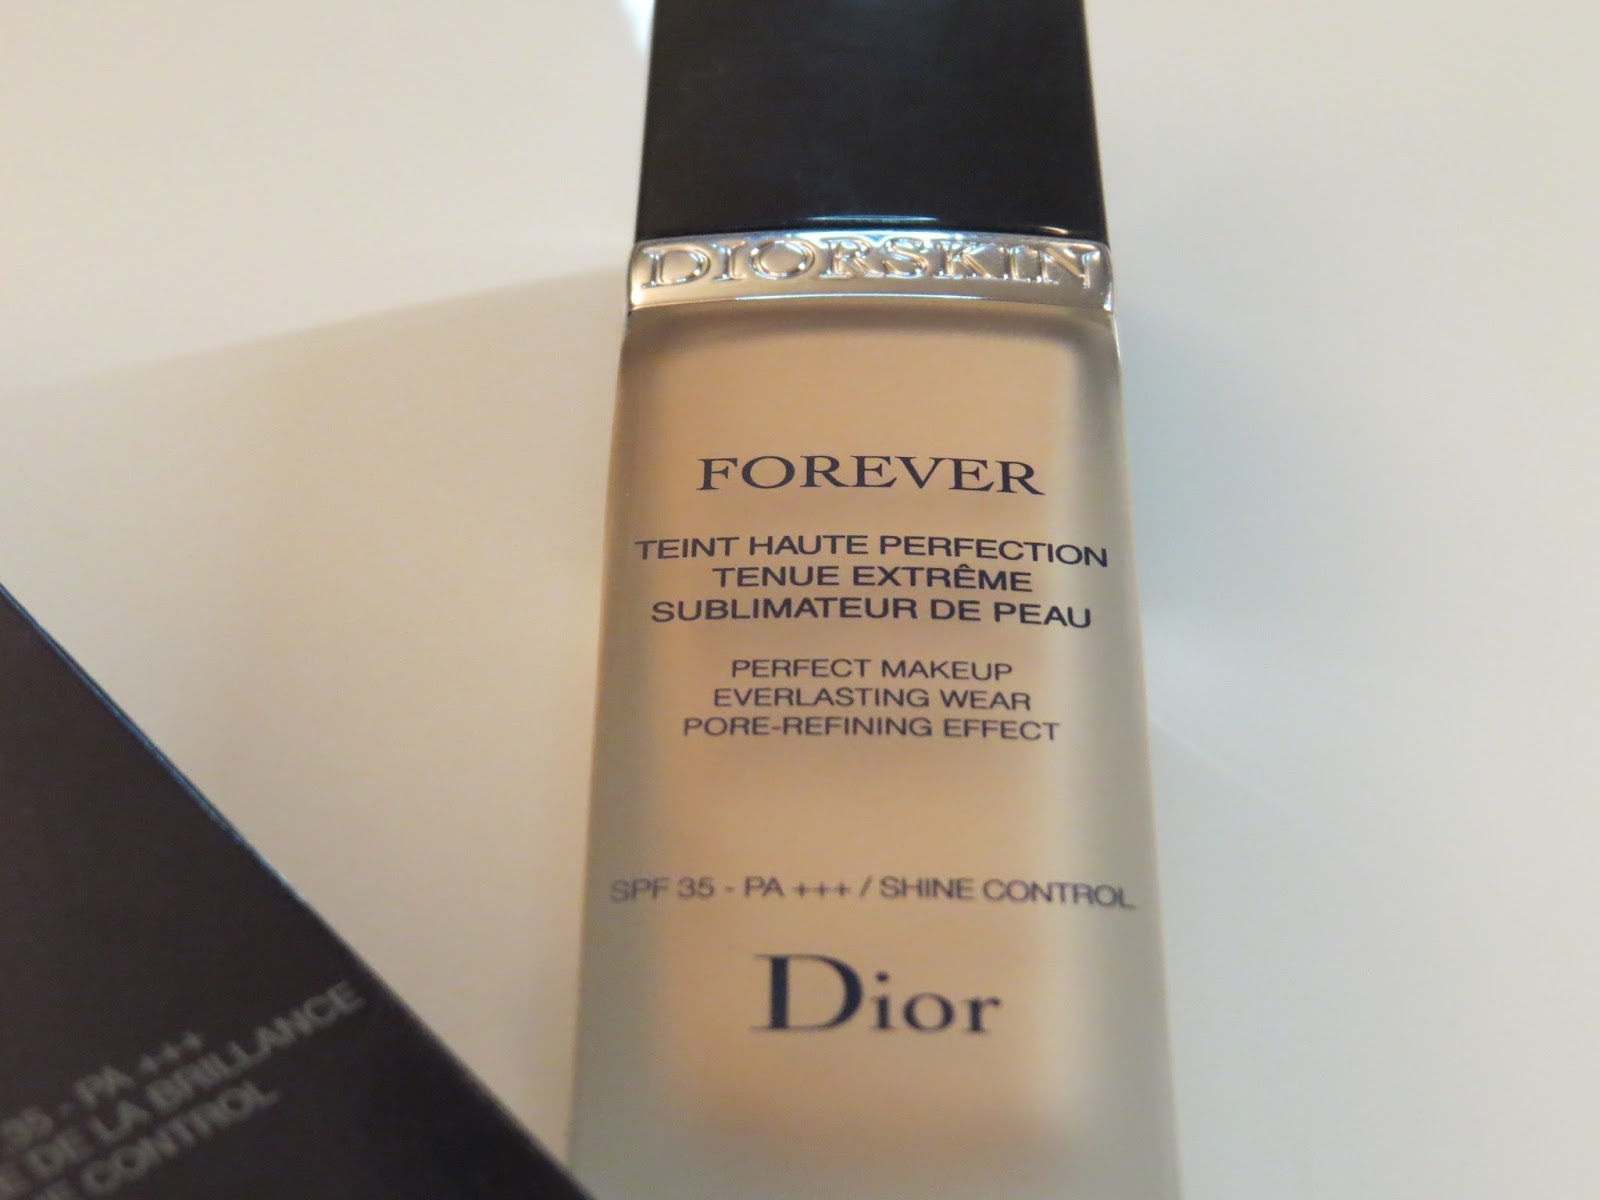 DIORSKIN
FOREVER
TEINT HAUTE PERFECTION
TENUE EXTRÊME
SUBLIMATEUR DE PEAU
PERFECT MAKEUP
EVERLASTING WEAR
PORE-REFINING EFFECT
SPF 35 - PA +++ / SHINE CONTROL
Dior
35 - PA +++
DE LA BRILLANCE
CONTROL